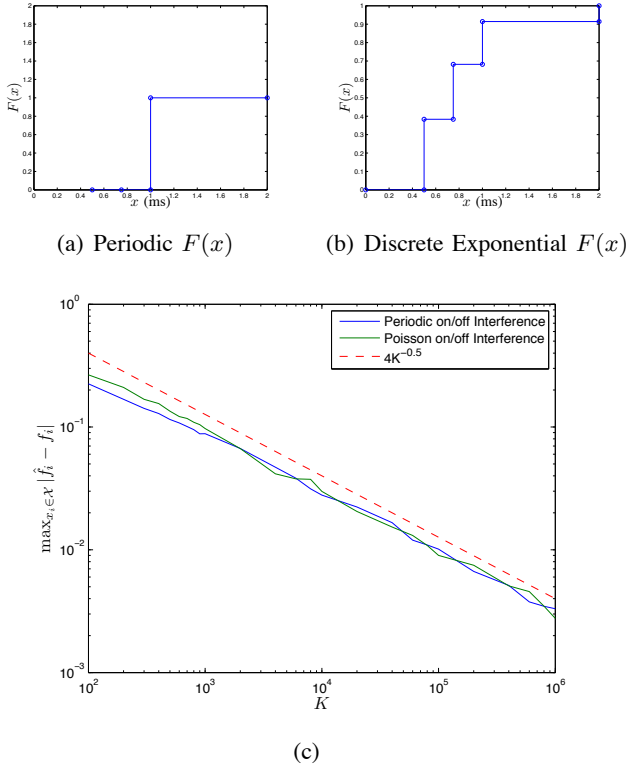 2
1.8
1.6
1.4
1.2
1
0.8
0.6
0.4
0.2
0
F(x)
0 0.2 0.4 0.6 0.8 1 1.2 1.4 1.6 1.8 2
x (ms)
(a) Periodic F(x)
1
0.9
0.8
0.7
0.6
0.5
0.4
0.3
0.2
0.1
0
F(x)
0 0.2 0.4 0.6 0.8 1 1.2 1.4 1.6 1.8 2
x (ms)
(b) Discrete Exponential F(x)
10^0
10^-1
10^-2
10^-3
max_{x_i∈𝒳} |f̂_i − f_i|
Periodic on/off Interference
Poisson on/off Interference
4K^-0.5
10^2 10^3 10^4 10^5 10^6
K
(c)